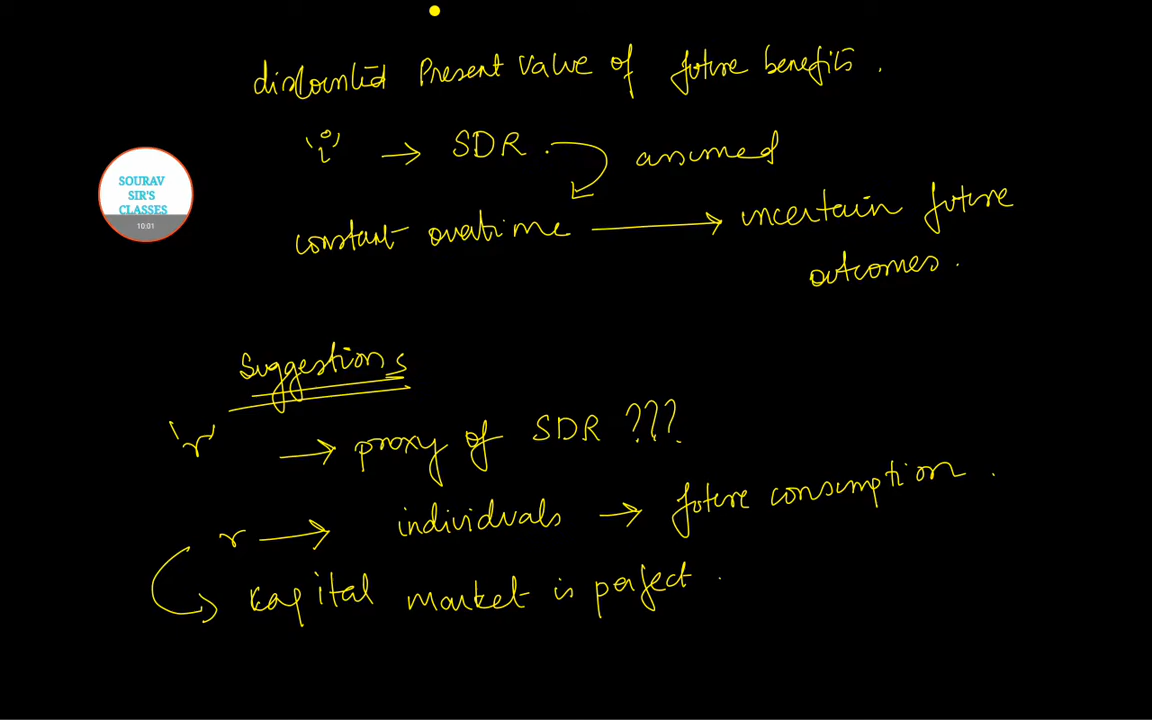 discounted Present value of future benefits.
'i' → SDR. assumed
constant overtime → uncertain future
outcomes.
SOURAV
SIR'S
CLASSES
10:01
Suggestions
'r' → proxy of SDR ???
r → individuals → future consumption.
kapital market is perfect.